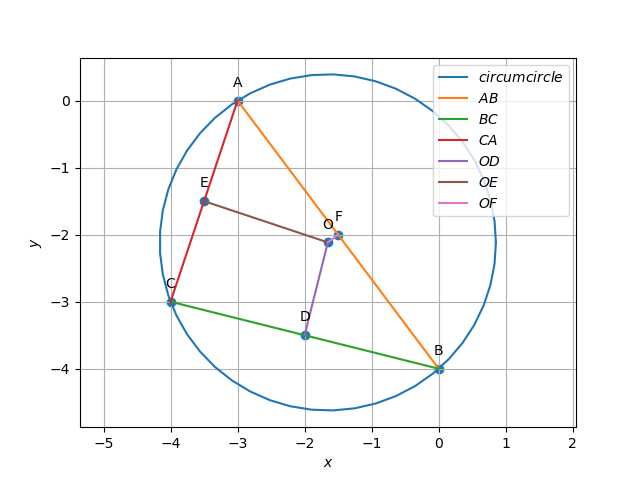 circumcircle
AB
BC
CA
OD
OE
OF
A
E
O
F
C
D
B
0
−1
−2
−3
−4
y
−5 −4 −3 −2 −1 0 1 2
x